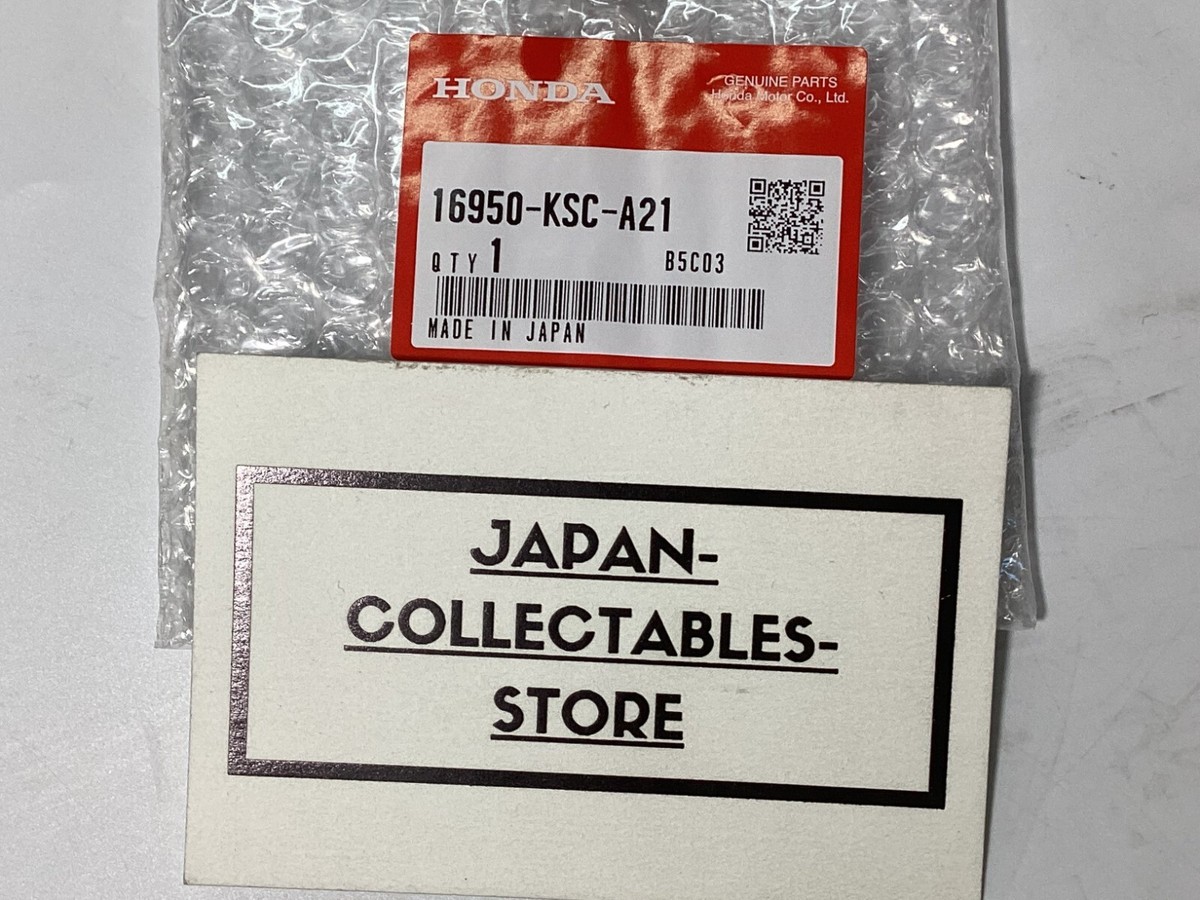 HONDA
GENUINE PARTS
Honda Motor Co., Ltd.
16950-KSC-A21
QTY 1 B5C03
MADE IN JAPAN
JAPAN-
COLLECTABLES-
STORE